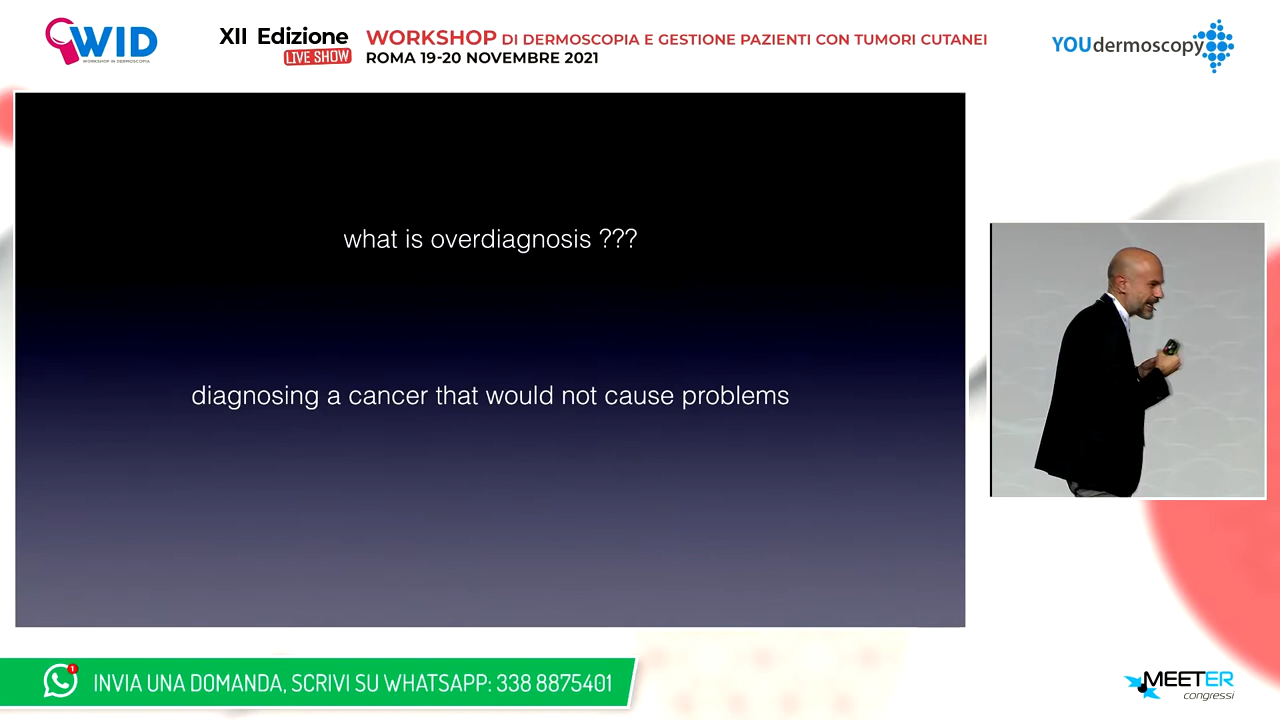 WID
WORKSHOP IN DERMOSCOPIA
XII Edizione
LIVE SHOW
WORKSHOP DI DERMOSCOPIA E GESTIONE PAZIENTI CON TUMORI CUTANEI
ROMA 19-20 NOVEMBRE 2021
YOUdermoscopy
what is overdiagnosis ???
diagnosing a cancer that would not cause problems
1
INVIA UNA DOMANDA, SCRIVI SU WHATSAPP: 338 8875401
MEETER
congressi